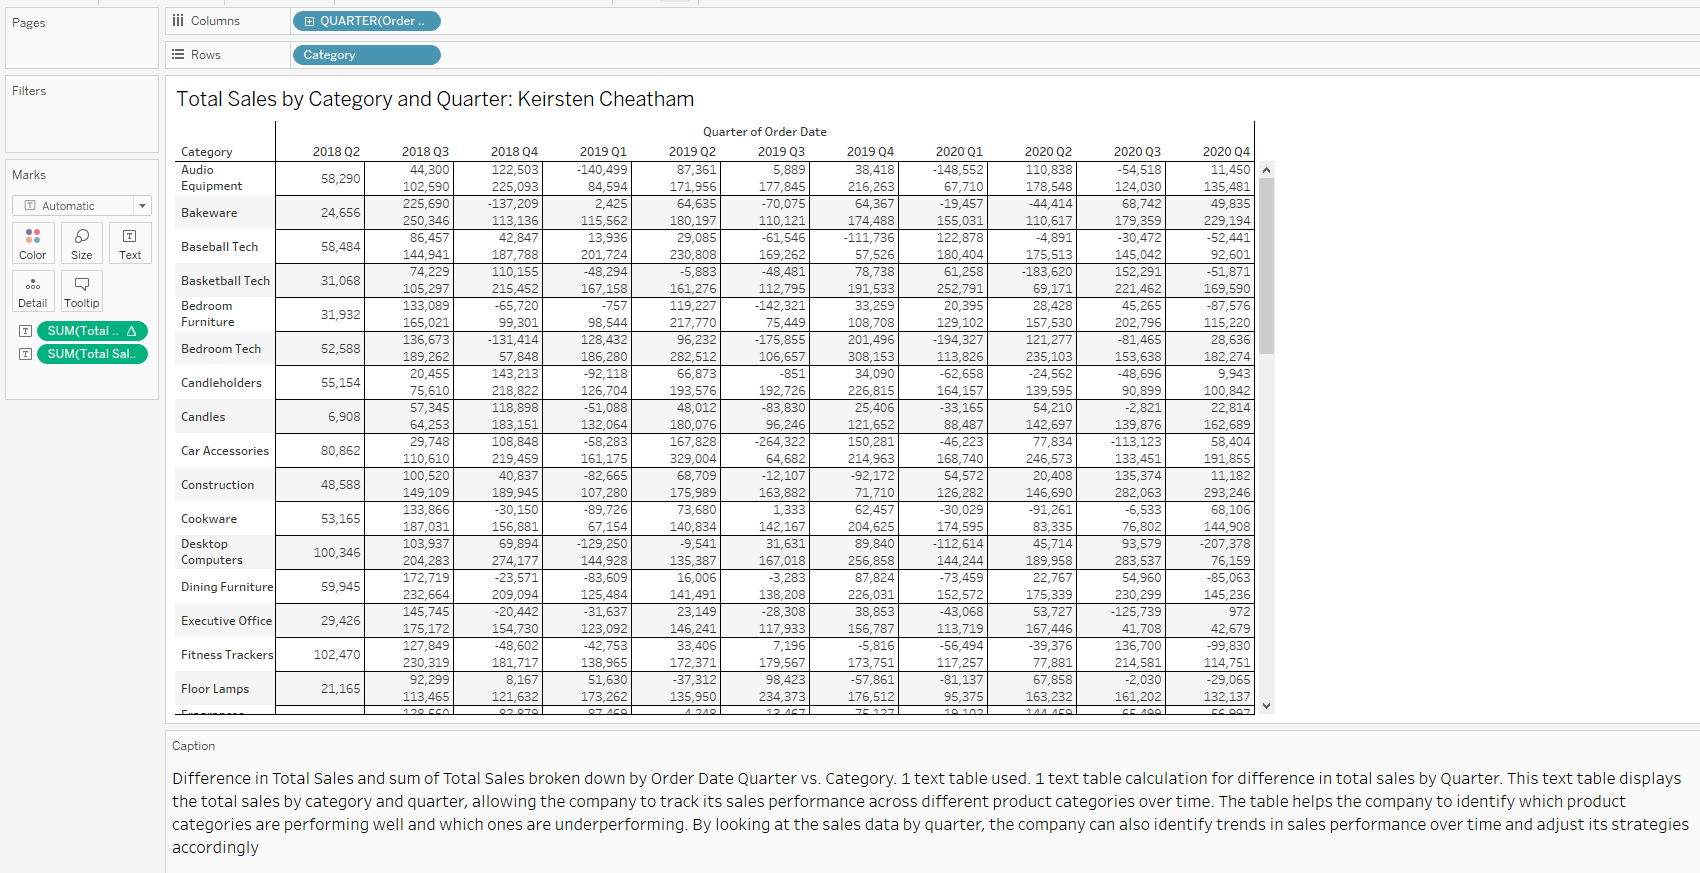 Pages
Columns
QUARTER(Order ..
Rows
Category
Filters
Marks
Automatic
Color Size Text
Detail Tooltip
SUM(Total ..
SUM(Total Sal..
Total Sales by Category and Quarter: Keirsten Cheatham
Quarter of Order Date
Category 2018 Q2 2018 Q3 2018 Q4 2019 Q1 2019 Q2 2019 Q3 2019 Q4 2020 Q1 2020 Q2 2020 Q3 2020 Q4
Audio 44,300 122,503 -140,499 87,361 5,889 38,418 -148,552 110,838 -54,518 11,450
Equipment 58,290 102,590 225,093 84,594 171,956 177,845 216,263 67,710 178,548 124,030 135,481
225,690 -137,209 2,425 64,635 -70,075 64,367 -19,457 -44,414 68,742 49,835
Bakeware 24,656 250,346 113,136 115,562 180,197 110,121 174,488 155,031 110,617 179,359 229,194
86,457 42,847 13,936 29,085 -61,546 -111,736 122,878 -4,891 -30,472 -52,441
Baseball Tech 58,484 144,941 187,788 201,724 230,808 169,262 57,526 180,404 175,513 145,042 92,601
74,229 110,155 -48,294 -5,883 -48,481 78,738 61,258 -183,620 152,291 -51,871
Basketball Tech 31,068 105,297 215,452 167,158 161,276 112,795 191,533 252,791 69,171 221,462 169,590
Bedroom 133,089 -65,720 -757 119,227 -142,321 33,259 20,395 28,428 45,265 -87,576
Furniture 31,932 165,021 99,301 98,544 217,770 75,449 108,708 129,102 157,530 202,796 115,220
136,673 -131,414 128,432 96,232 -175,855 201,496 -194,327 121,277 -81,465 28,636
Bedroom Tech 52,588 189,262 57,848 186,280 282,512 106,657 308,153 113,826 235,103 153,638 182,274
20,455 143,213 -92,118 66,873 -851 34,090 -62,658 -24,562 -48,696 9,943
Candleholders 55,154 75,610 218,822 126,704 193,576 192,726 226,815 164,157 139,595 90,899 100,842
57,345 118,898 -51,088 48,012 -83,830 25,406 -33,165 54,210 -2,821 22,814
Candles 6,908 64,253 183,151 132,064 180,076 96,246 121,652 88,487 142,697 139,876 162,689
29,748 108,848 -58,283 167,828 -264,322 150,281 -46,223 77,834 -113,123 58,404
Car Accessories 80,862 110,610 219,459 161,175 329,004 64,682 214,963 168,740 246,573 133,451 191,855
100,520 40,837 -82,665 68,709 -12,107 -92,172 54,572 20,408 135,374 11,182
Construction 48,588 149,109 189,945 107,280 175,989 163,882 71,710 126,282 146,690 282,063 293,246
133,866 -30,150 -89,726 73,680 1,333 62,457 -30,029 -91,261 -6,533 68,106
Cookware 53,165 187,031 156,881 67,154 140,834 142,167 204,625 174,595 83,335 76,802 144,908
Desktop 103,937 69,894 -129,250 -9,541 31,631 89,840 -112,614 45,714 93,579 -207,378
Computers 100,346 204,283 274,177 144,928 135,387 167,018 256,858 144,244 189,958 283,537 76,159
172,719 -23,571 -83,609 16,006 -3,283 87,824 -73,459 22,767 54,960 -85,063
Dining Furniture 59,945 232,664 209,094 125,484 141,491 138,208 226,031 152,572 175,339 230,299 145,236
145,745 -20,442 -31,637 23,149 -28,308 38,853 -43,068 53,727 -125,739 972
Executive Office 29,426 175,172 154,730 123,092 146,241 117,933 156,787 113,719 167,446 41,708 42,679
127,849 -48,602 -42,753 33,406 7,196 -5,816 -56,494 -39,376 136,700 -99,830
Fitness Trackers 102,470 230,319 181,717 138,965 172,371 179,567 173,751 117,257 77,881 214,581 114,751
92,299 8,167 51,630 -37,312 98,423 -57,861 -81,137 67,858 -2,030 -29,065
Floor Lamps 21,165 113,465 121,632 173,262 135,950 234,373 176,512 95,375 163,232 161,202 132,137
Caption
Difference in Total Sales and sum of Total Sales broken down by Order Date Quarter vs. Category. 1 text table used. 1 text table calculation for difference in total sales by Quarter. This text table displays
the total sales by category and quarter, allowing the company to track its sales performance across different product categories over time. The table helps the company to identify which product
categories are performing well and which ones are underperforming. By looking at the sales data by quarter, the company can also identify trends in sales performance over time and adjust its strategies
accordingly